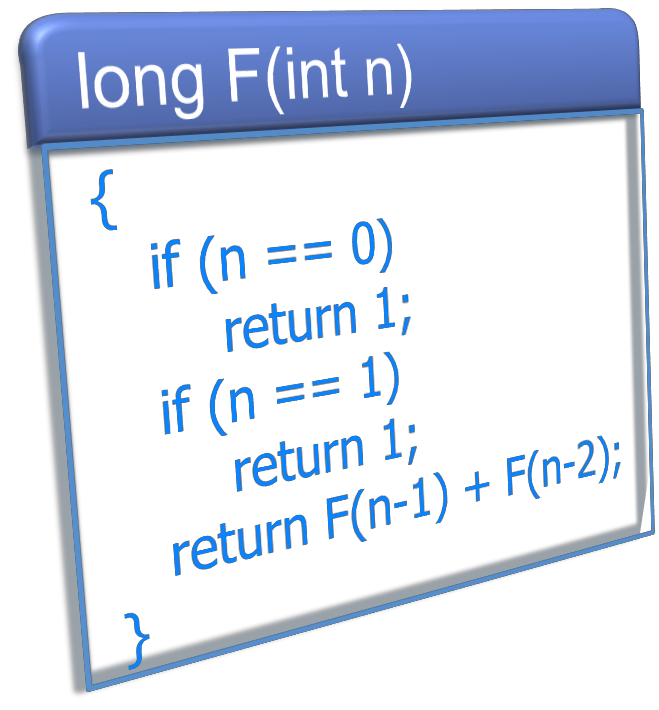 long F(int n)
{
if (n == 0)
return 1;
if (n == 1)
return 1;
return F(n-1) + F(n-2);
}